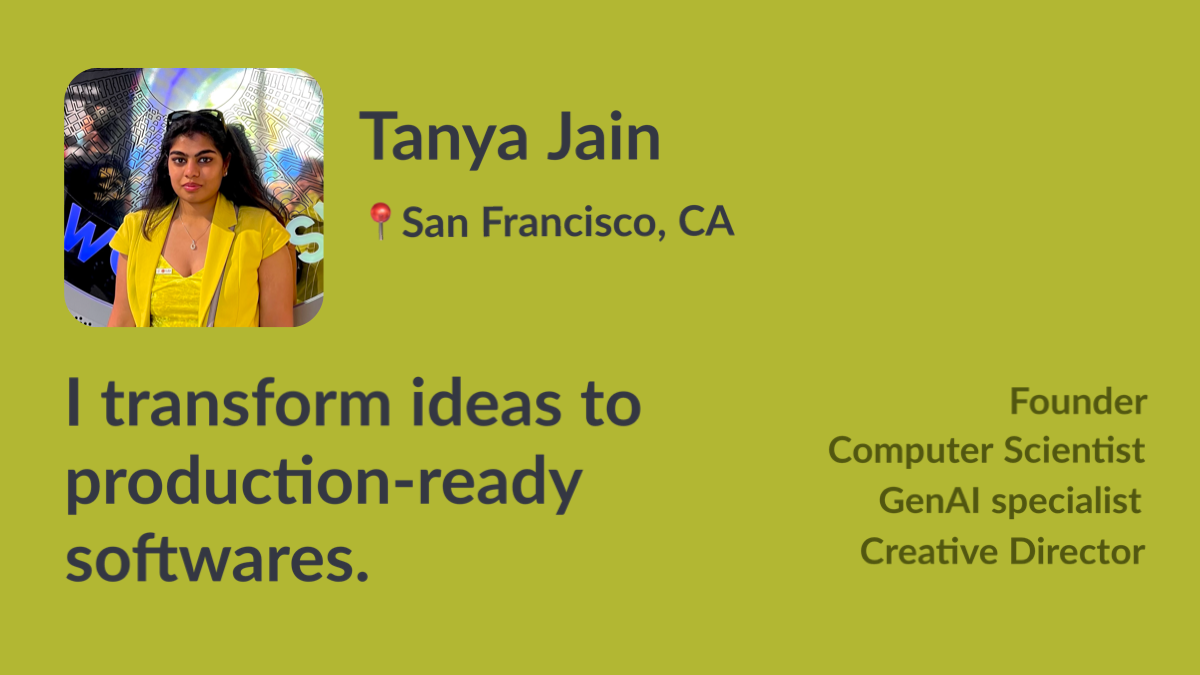 Tanya Jain
📍San Francisco, CA
I transform ideas to
production-ready
softwares.
Founder
Computer Scientist
GenAI specialist
Creative Director